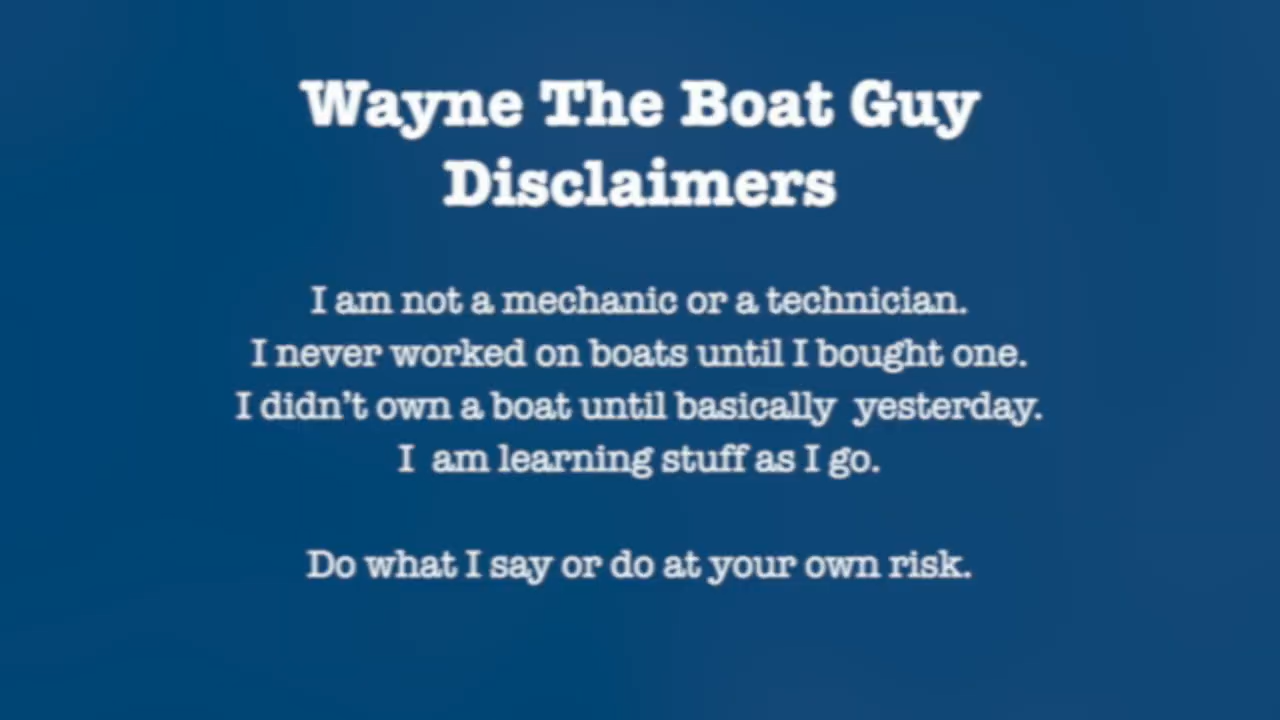 Wayne The Boat Guy
Disclaimers
I am not a mechanic or a technician.
I never worked on boats until I bought one.
I didn’t own a boat until basically  yesterday.
I  am learning stuff as I go.
Do what I say or do at your own risk.